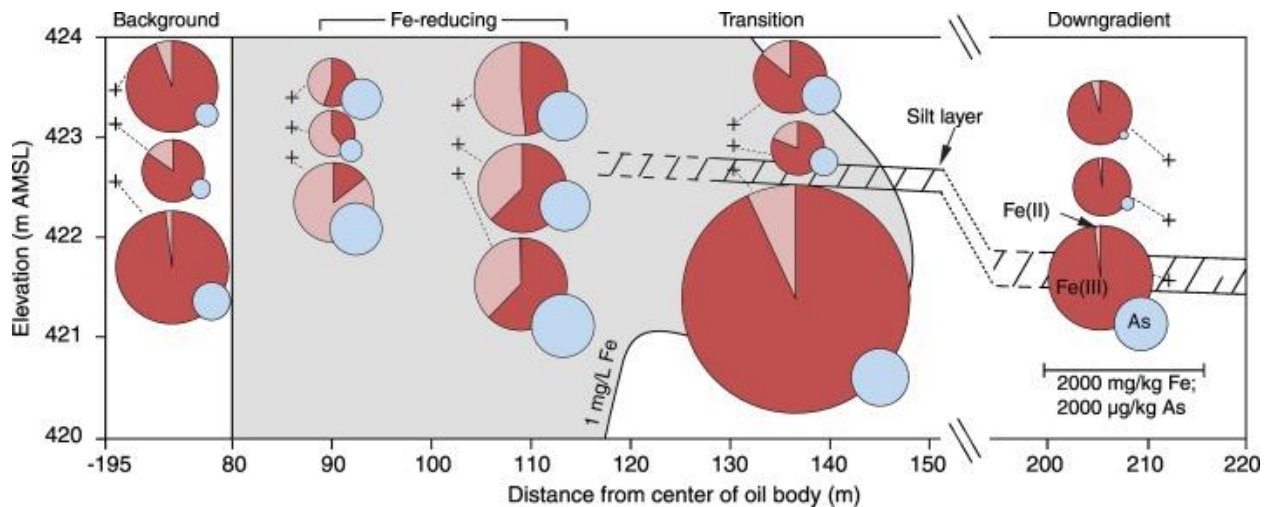 Background
Fe-reducing
Transition
Downgradient
424
423
422
421
420
Elevation (m AMSL)
Silt layer
Fe(II)
Fe(III)
As
1 mg/L Fe
2000 mg/kg Fe;
2000 µg/kg As
-195 80 90 100 110 120 130 140 150 200 210 220
Distance from center of oil body (m)